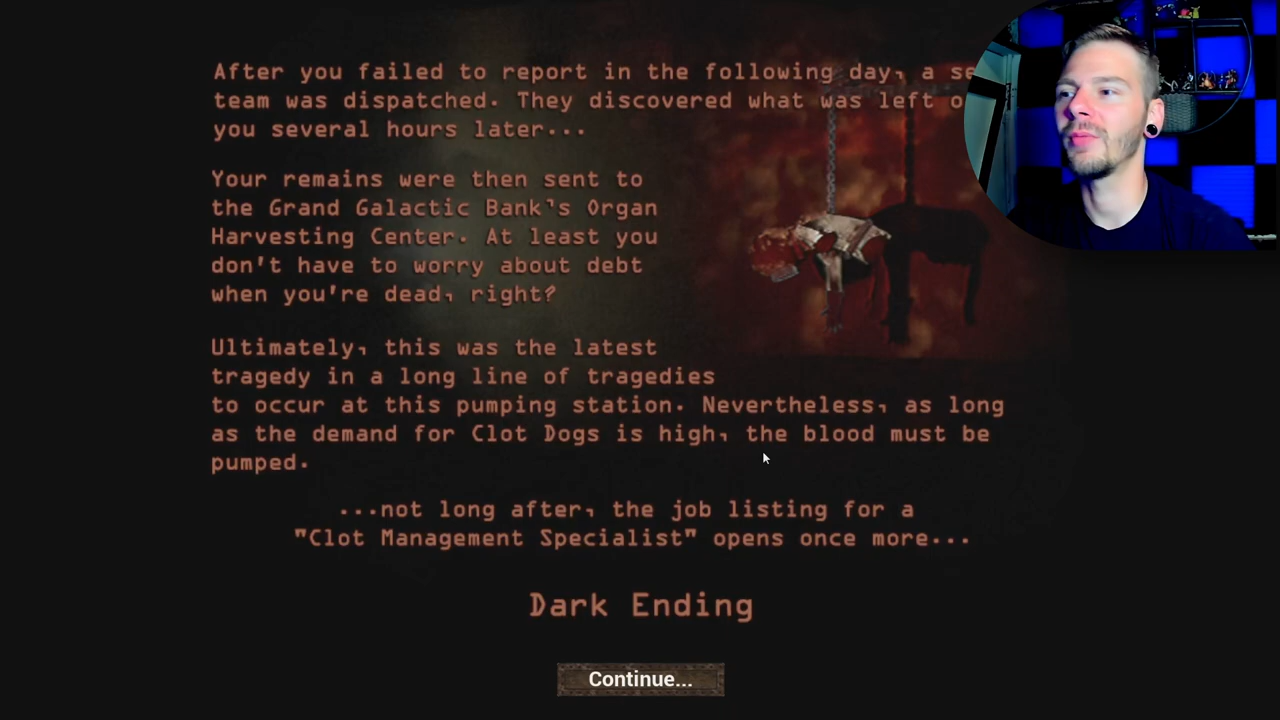 After you failed to report in the following day, a
team was dispatched. They discovered what was left
you several hours later...
Your remains were then sent to
the Grand Galactic Bank's Organ
Harvesting Center. At least you
don't have to worry about debt
when you're dead, right?
Ultimately, this was the latest
tragedy in a long line of tragedies
to occur at this pumping station. Nevertheless, as long
as the demand for Clot Dogs is high, the blood must be
pumped.
...not long after, the job listing for a
"Clot Management Specialist" opens once more...
Dark Ending
Continue...